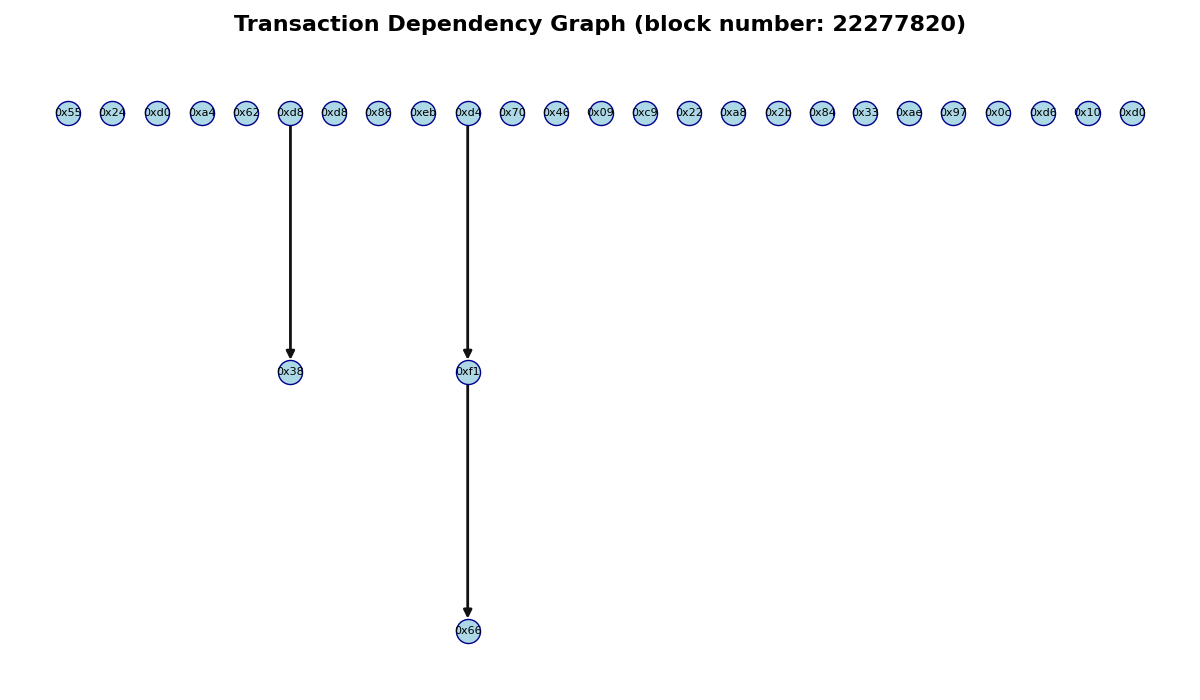 Transaction Dependency Graph (block number: 22277820)
0x55 0x24 0xd0 0xa4 0x62 0xd8 0xd8 0x86 0xeb 0xd4 0x70 0x46 0x09 0xc9 0x22 0xa8 0x2b 0x84 0x33 0xae 0x97 0x0c 0xd6 0x10 0xd0
0x38 0xf1
0x66